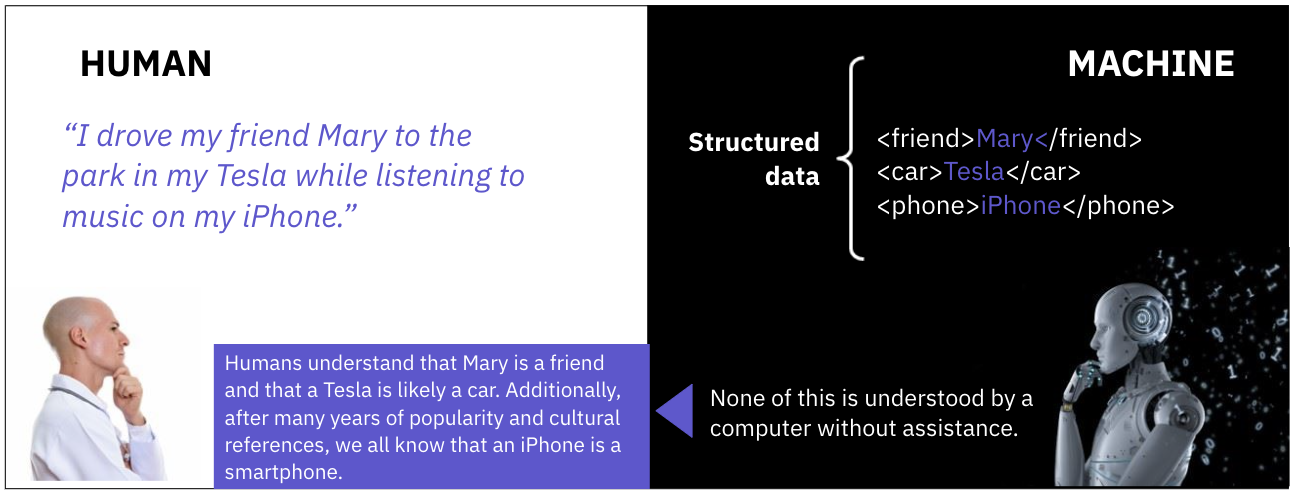 HUMAN
“I drove my friend Mary to the
park in my Tesla while listening to
music on my iPhone.”
Humans understand that Mary is a friend
and that a Tesla is likely a car. Additionally,
after many years of popularity and cultural
references, we all know that an iPhone is a
smartphone.
MACHINE
Structured
data
<friend>Mary</friend>
<car>Tesla</car>
<phone>iPhone</phone>
None of this is understood by a
computer without assistance.